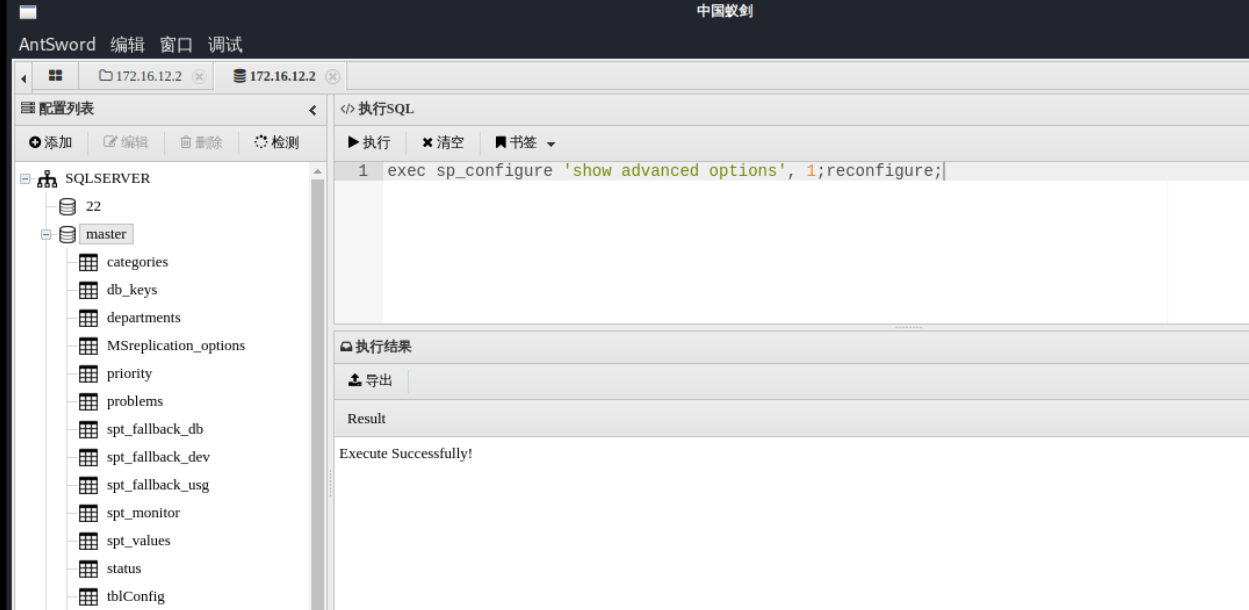 中国蚁剑
AntSword 编辑 窗口 调试
172.16.12.2 172.16.12.2
配置列表
添加 编辑 删除 检测
SQLSERVER
22
master
categories
db_keys
departments
MSreplication_options
priority
problems
spt_fallback_db
spt_fallback_dev
spt_fallback_usg
spt_monitor
spt_values
status
tblConfig
</> 执行SQL
执行 清空 书签
1 exec sp_configure 'show advanced options', 1;reconfigure;
执行结果
导出
Result
Execute Successfully!